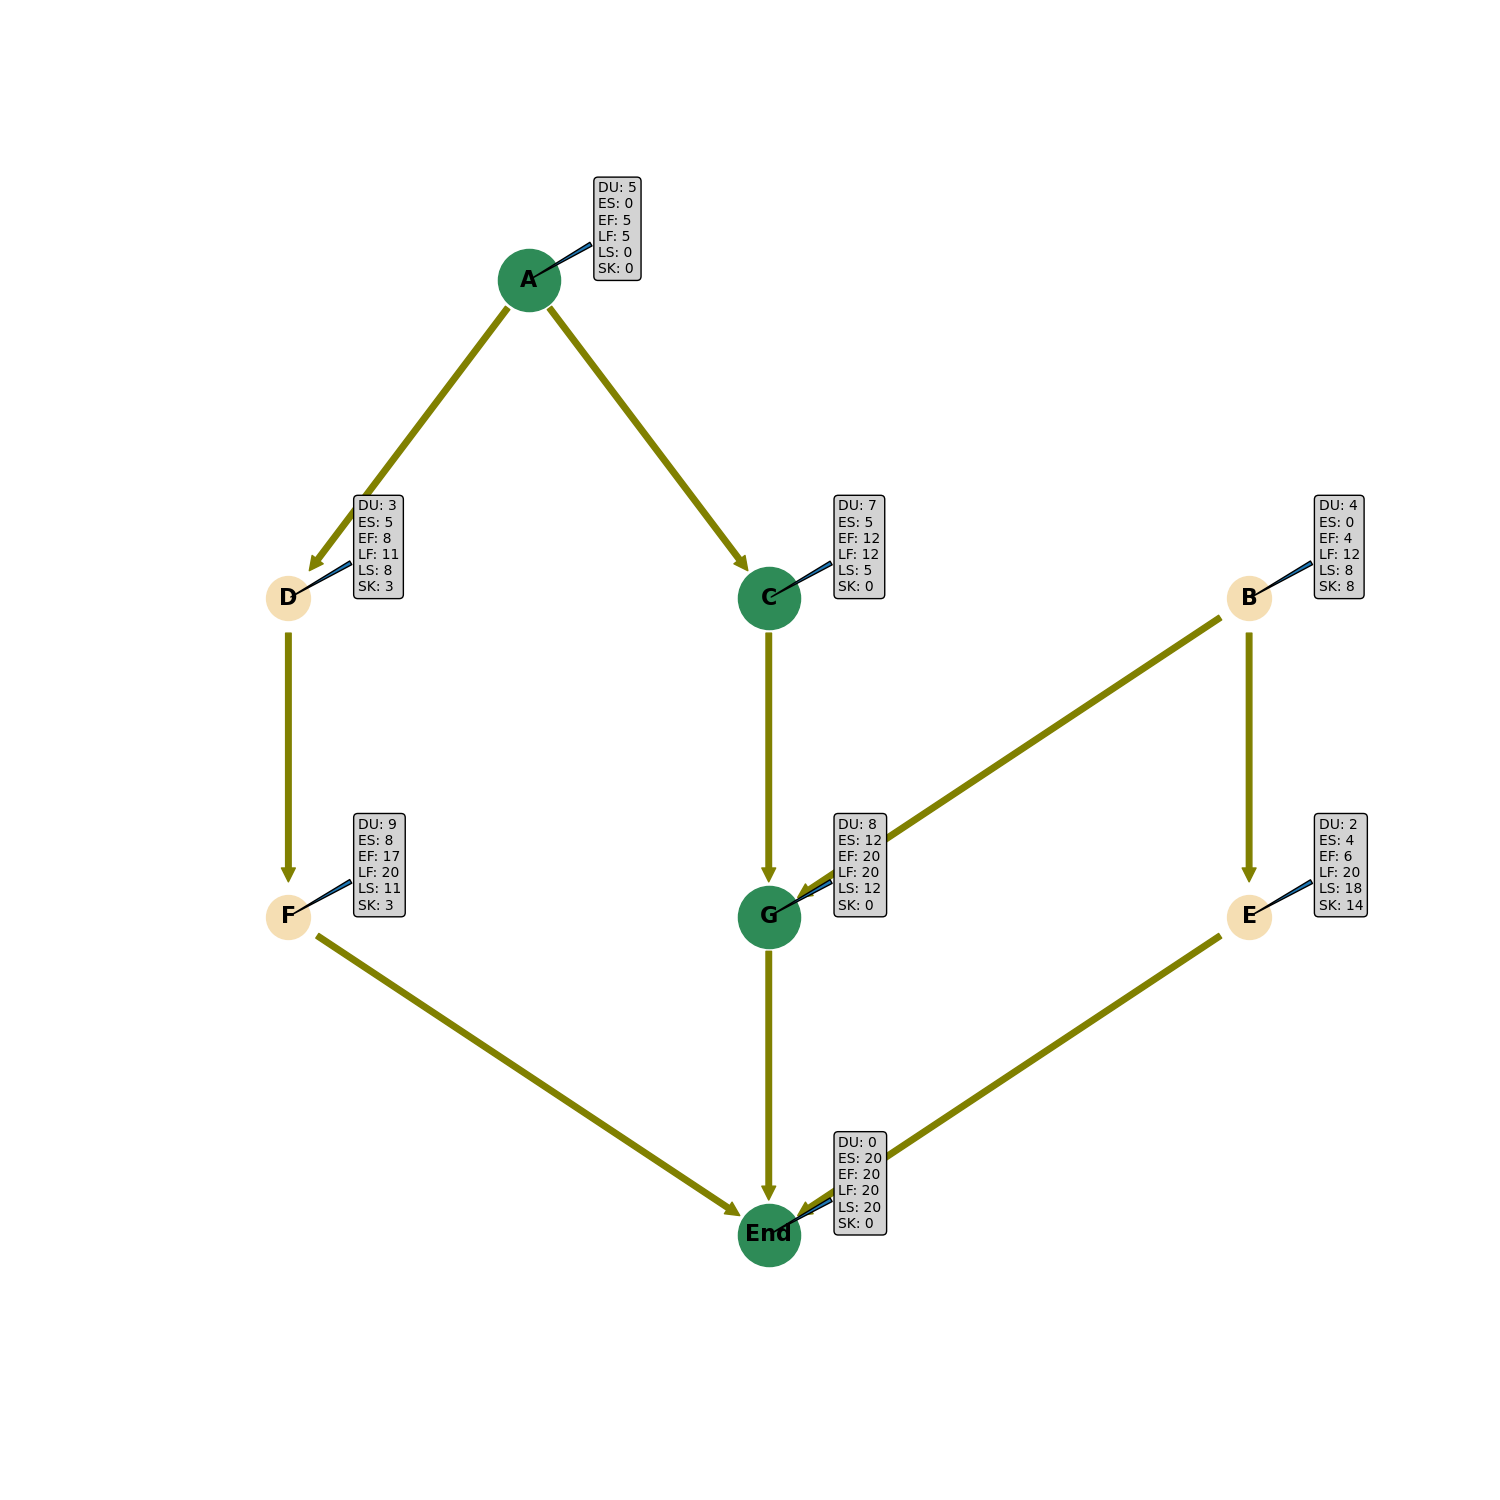 DU: 5
ES: 0
EF: 5
LF: 5
LS: 0
SK: 0
A
DU: 3
ES: 5
EF: 8
LF: 11
LS: 8
SK: 3
D
DU: 7
ES: 5
EF: 12
LF: 12
LS: 5
SK: 0
C
DU: 4
ES: 0
EF: 4
LF: 12
LS: 8
SK: 8
B
DU: 9
ES: 8
EF: 17
LF: 20
LS: 11
SK: 3
F
DU: 8
ES: 12
EF: 20
LF: 20
LS: 12
SK: 0
G
DU: 2
ES: 4
EF: 6
LF: 20
LS: 18
SK: 14
E
DU: 0
ES: 20
EF: 20
LF: 20
LS: 20
SK: 0
End